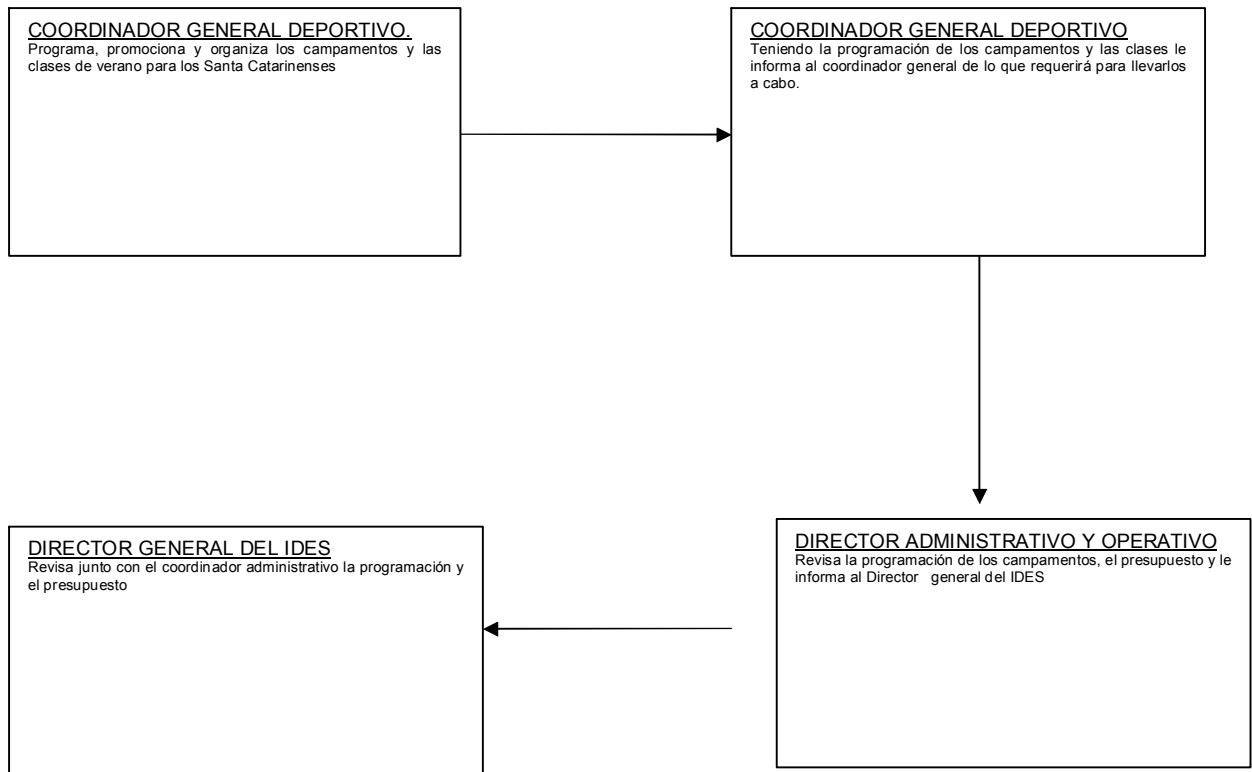 COORDINADOR GENERAL DEPORTIVO.
Programa, promociona y organiza los campamentos y las
clases de verano para los Santa Catarinenses
COORDINADOR GENERAL DEPORTIVO
Teniendo la programación de los campamentos y las clases le
informa al coordinador general de lo que requerirá para llevarlos
a cabo.
DIRECTOR GENERAL DEL IDES
Revisa junto con el coordinador administrativo la programación y
el presupuesto
DIRECTOR ADMINISTRATIVO Y OPERATIVO
Revisa la programación de los campamentos, el presupuesto y le
informa al Director general del IDES